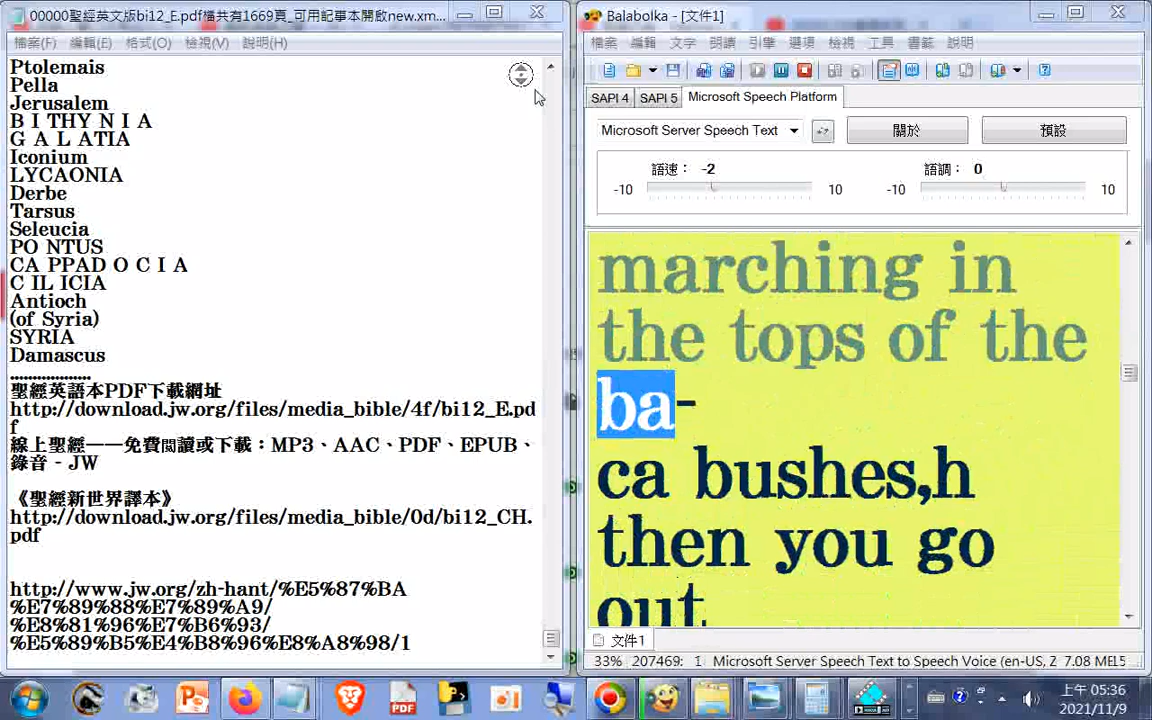 00000聖經英文版bi12_E.pdf檔共有1669頁_可用記事本開啟new.xm...
檔案(F) 編輯(E) 格式(O) 檢視(V) 說明(H)
Ptolemais
Pella
Jerusalem
B I THY N I A
G A L ATIA
Iconium
LYCAONIA
Derbe
Tarsus
Seleucia
PO NTUS
CA PPAD O C I A
C IL ICIA
Antioch
(of Syria)
SYRIA
Damascus
..................
聖經英語本PDF下載網址
http://download.jw.org/files/media_bible/4f/bi12_E.pd
f
線上聖經——免費閱讀或下載：MP3、AAC、PDF、EPUB、
錄音 - JW
《聖經新世界譯本》
http://download.jw.org/files/media_bible/0d/bi12_CH.
pdf
http://www.jw.org/zh-hant/%E5%87%BA
%E7%89%88%E7%89%A9/
%E8%81%96%E7%B6%93/
%E5%89%B5%E4%B8%96%E8%A8%98/1
Balabolka - [文件1]
檔案 編輯 文字 朗讀 引擎 選項 檢視 工具 書籤 說明
SAPI 4 SAPI 5 Microsoft Speech Platform
Microsoft Server Speech Text 關於 預設
語速： -2 語調： 0
-10 10 -10 10
marching in
the tops of the
ba-
ca bushes,h
then you go
out
文件1
33% 207469: 1 Microsoft Server Speech Text to Speech Voice (en-US, Z 7.08 ME15
PDF
上午 05:36
2021/11/9